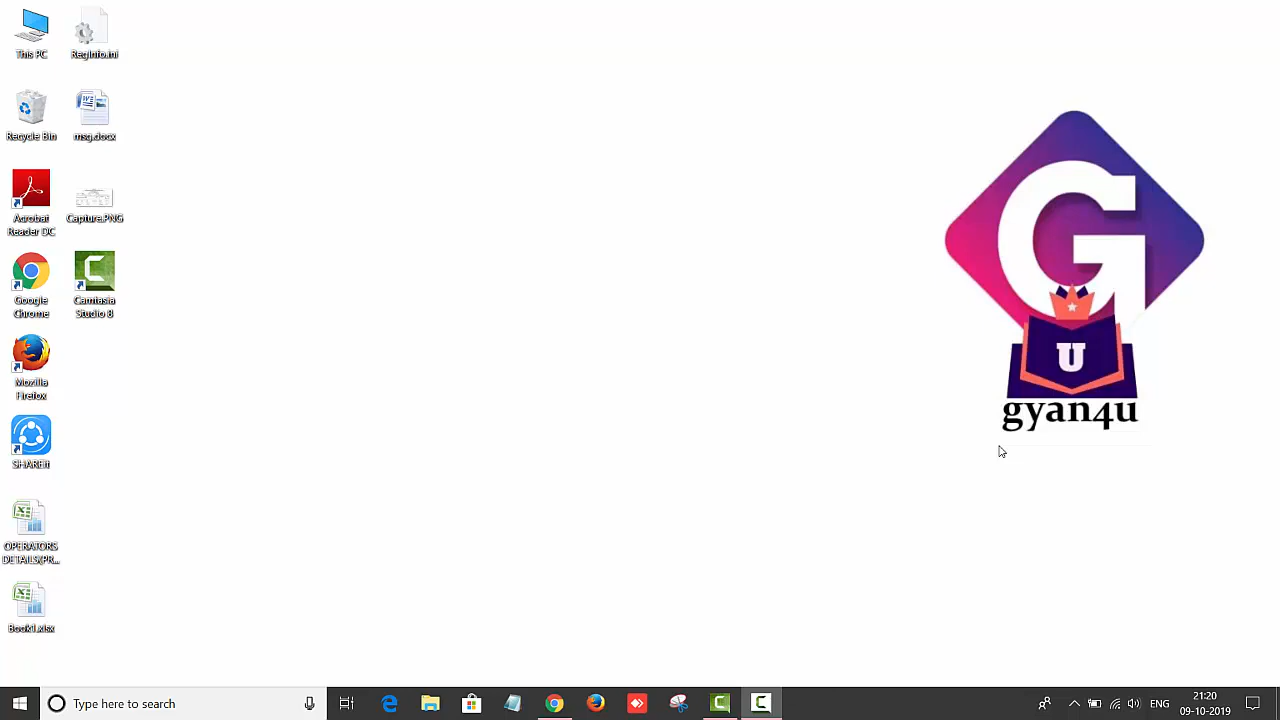 This PC
RegInfo.ini
Recycle Bin
msg.docx
Acrobat
Reader DC
Capture.PNG
Google
Chrome
Camtasia
Studio 8
Mozilla
Firefox
SHAREit
OPERATORS
DETAILS(PR...
Book1.xlsx
G
U
gyan4u
Type here to search
ENG
21:20
09-10-2019